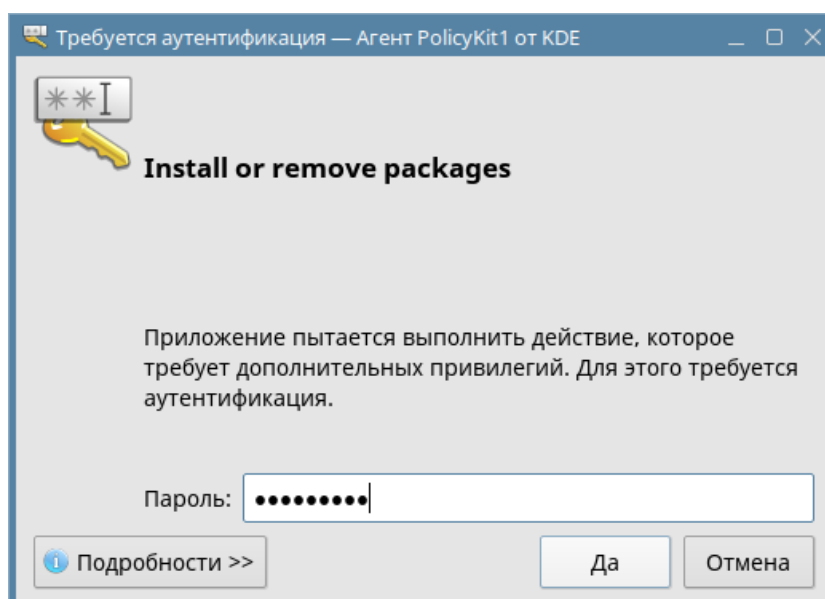 Требуется аутентификация — Агент PolicyKit1 от KDE
**
Install or remove packages
Приложение пытается выполнить действие, которое
требует дополнительных привилегий. Для этого требуется
аутентификация.
Пароль: ●●●●●●●●●
Подробности >>
Да
Отмена